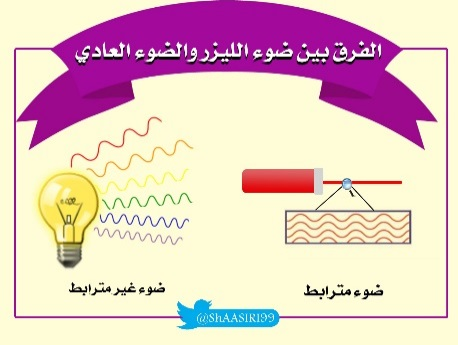 الفرق بين ضوء الليزر والضوء العادي
ضوء مترابط
ضوء غير مترابط
@ShAASIRI99